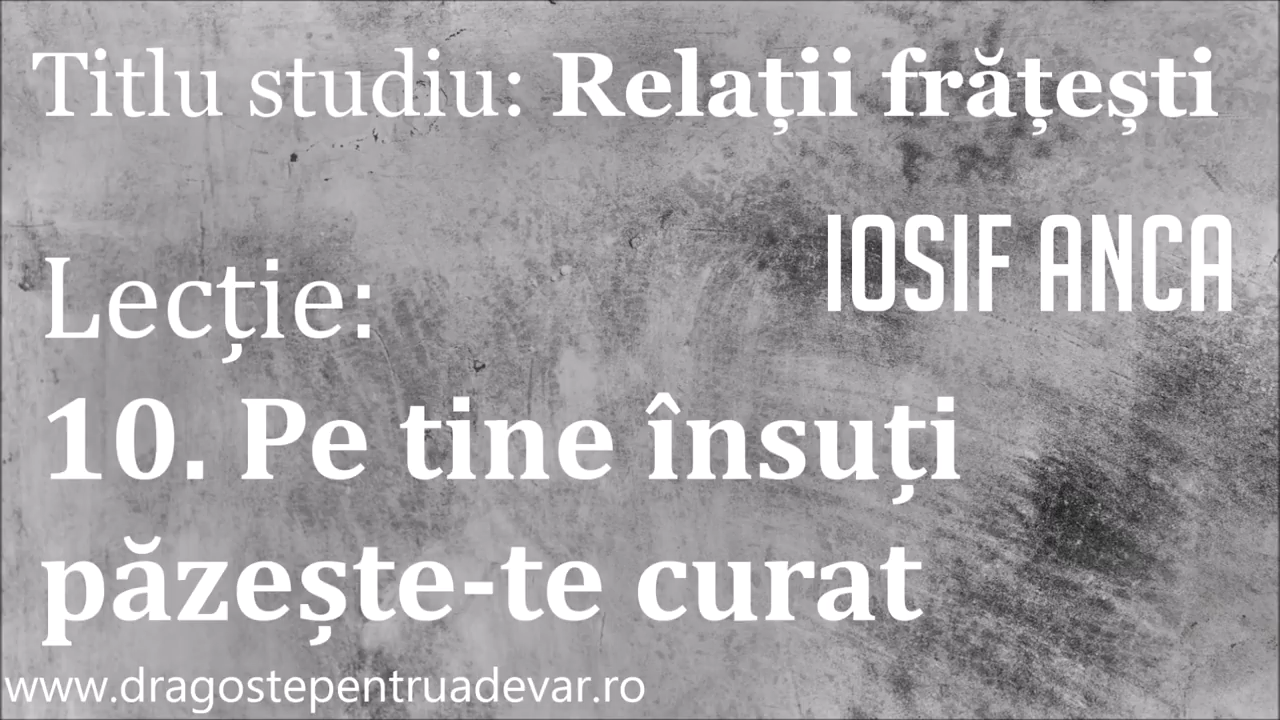 Titlu studiu: Relații frățești
IOSIF ANCA
Lecție:
10. Pe tine însuți
păzește-te curat
www.dragostepentruadevar.ro